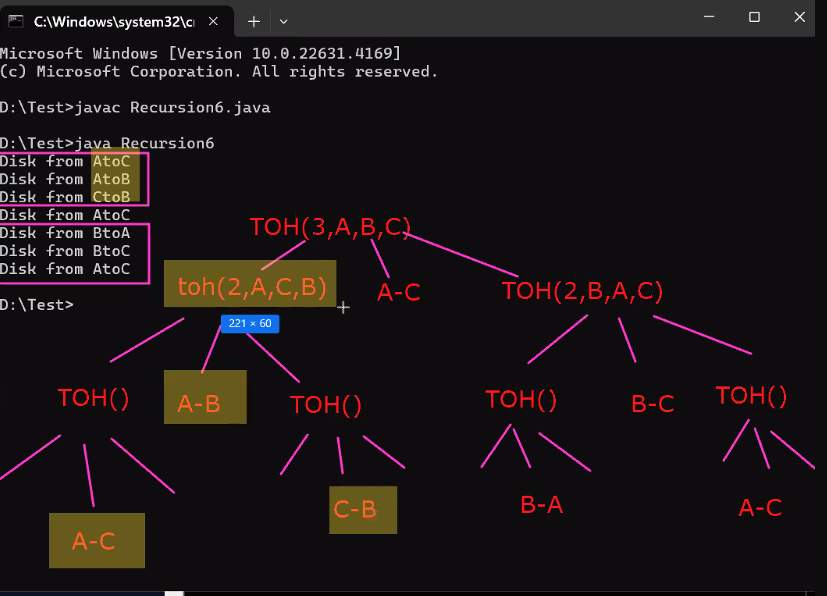 C:\Windows\system32\c
Microsoft Windows [Version 10.0.22631.4169]
(c) Microsoft Corporation. All rights reserved.
D:\Test>javac Recursion6.java
D:\Test>java Recursion6
Disk from AtoC
Disk from AtoB
Disk from CtoB
Disk from AtoC
Disk from BtoA
Disk from BtoC
Disk from AtoC
D:\Test>
TOH(3,A,B,C)
toh(2,A,C,B)
A-C
TOH(2,B,A,C)
221 × 60
TOH()
A-B
TOH()
TOH()
B-C
TOH()
A-C
C-B
B-A
A-C